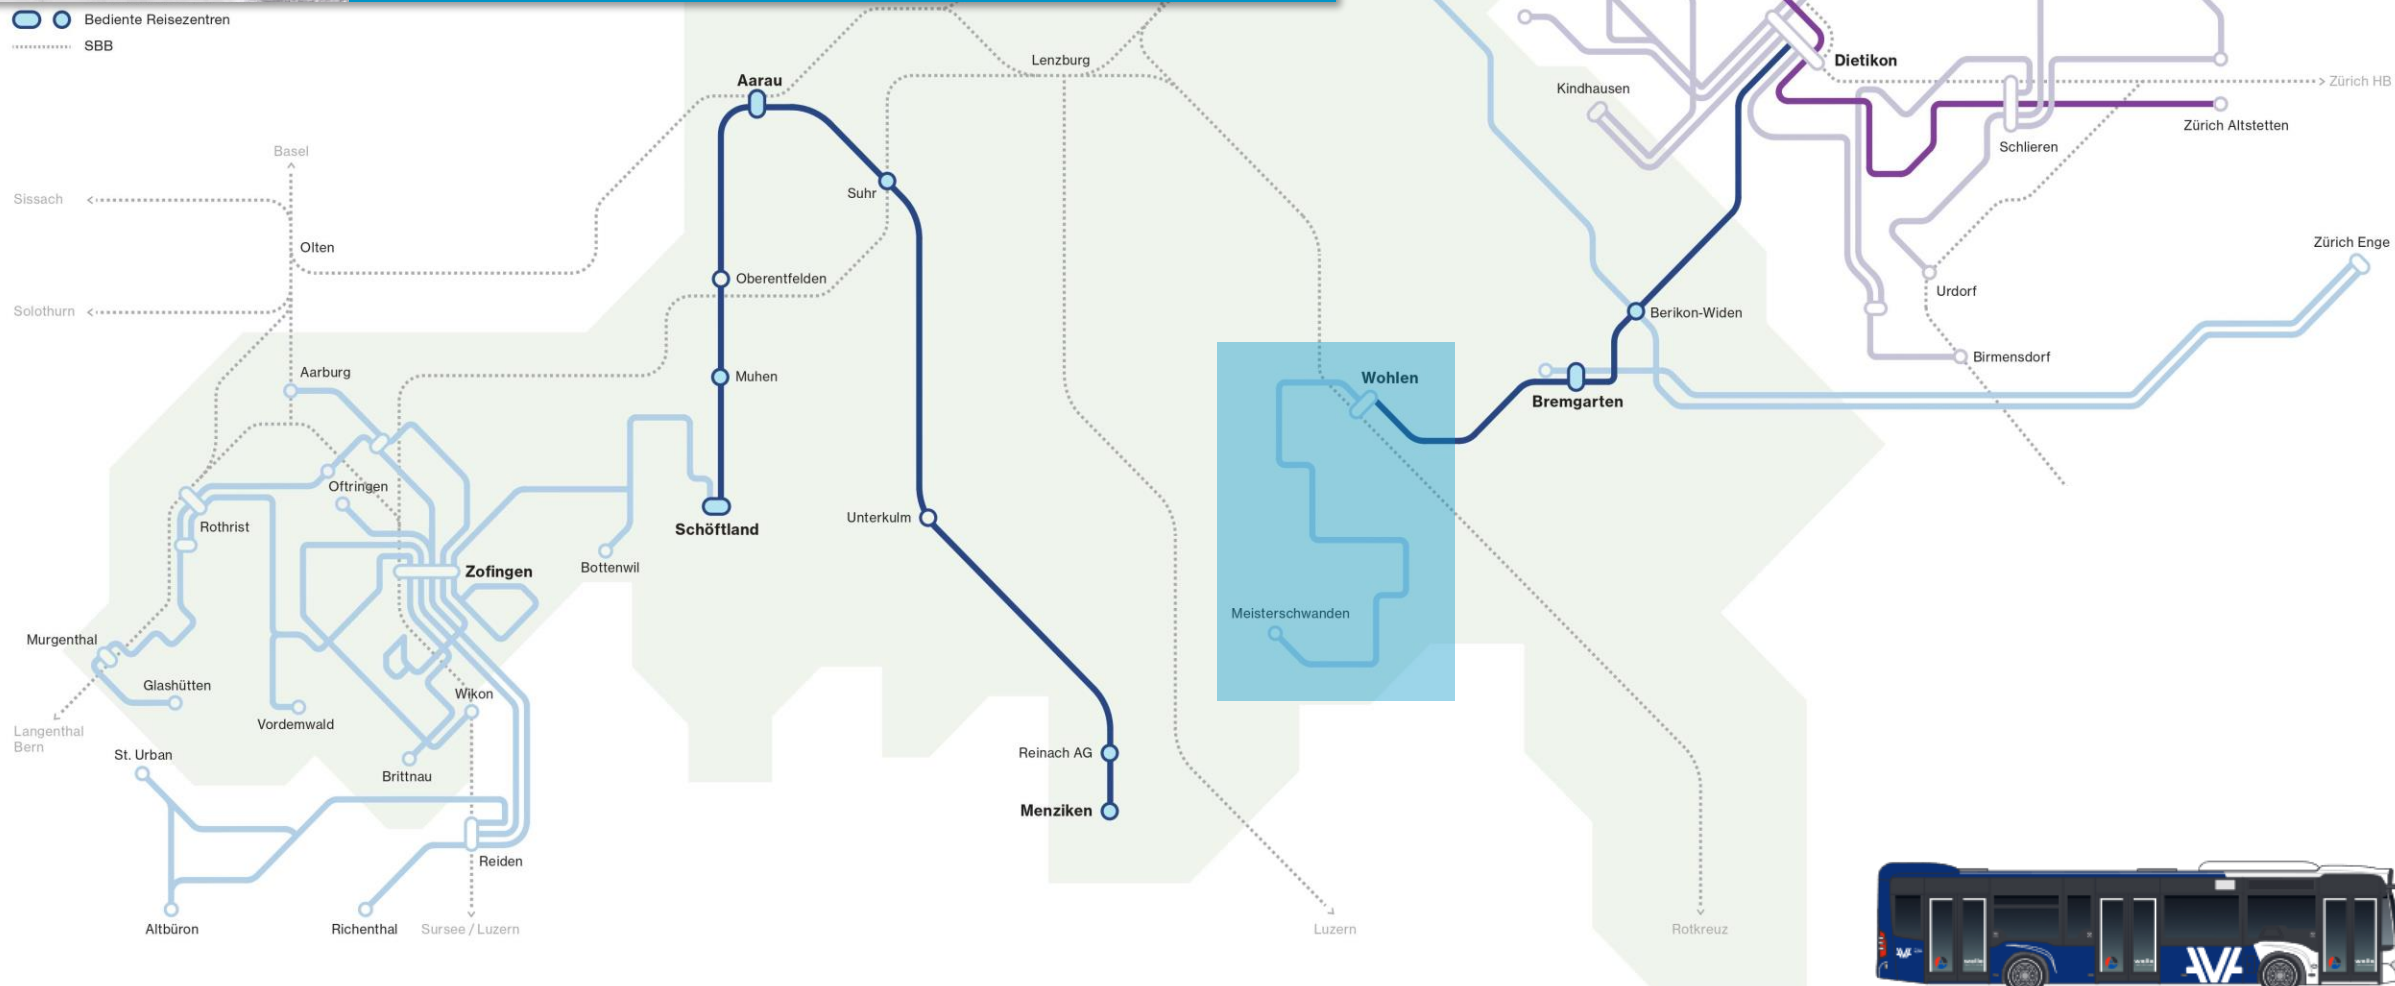 Bediente Reisezentren
SBB
Lenzburg
Aarau
Dietikon
Zürich HB
Kindhausen
Zürich Altstetten
Schlieren
Basel
Sissach
Suhr
Olten
Zürich Enge
Oberentfelden
Urdorf
Solothurn
Berikon-Widen
Birmensdorf
Aarburg
Muhen
Wohlen
Bremgarten
Oftringen
Rothrist
Unterkulm
Schöftland
Zofingen
Bottenwil
Meisterschwanden
Murgenthal
Glashütten
Wikon
Vordemwald
Langenthal
Bern
St. Urban
Brittnau
Reinach AG
Menziken
Reiden
Altbüron
Richenthal
Sursee / Luzern
Luzern
Rotkreuz
AVA